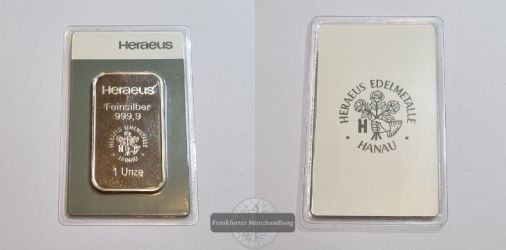 Heraeus
Heraeus
Feinsilber
999,9
HERAEUS EDELMETALLE
HANAU
1 Unze
HERAEUS EDELMETALLE
H
HANAU
Frankfurter Münzhandlung